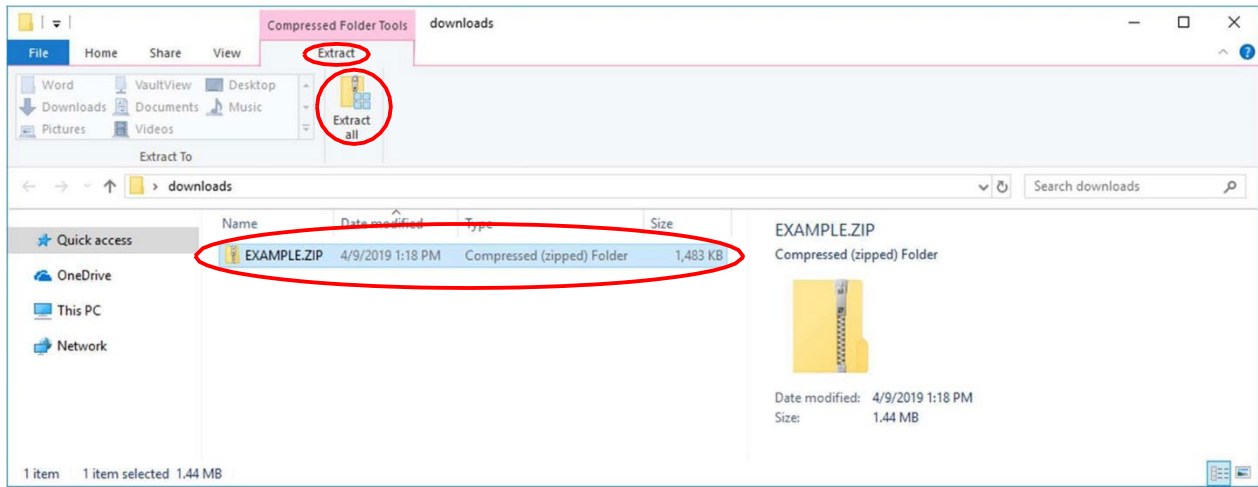 Compressed Folder Tools downloads
File Home Share View Extract
Word VaultView Desktop
Downloads Documents Music
Pictures Videos
Extract all
Extract To
downloads
Search downloads
Quick access
OneDrive
This PC
Network
Name Date modified Type Size
EXAMPLE.ZIP 4/9/2019 1:18 PM Compressed (zipped) Folder 1,483 KB
EXAMPLE.ZIP
Compressed (zipped) Folder
Date modified: 4/9/2019 1:18 PM
Size: 1.44 MB
1 item 1 item selected 1.44 MB